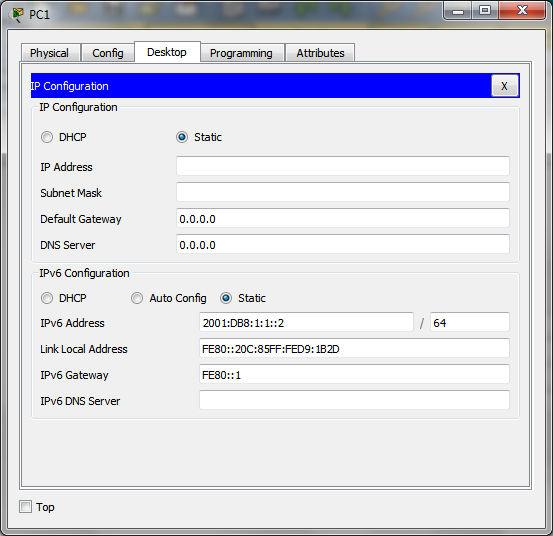 PC1
Physical Config Desktop Programming Attributes
IP Configuration X
IP Configuration
DHCP Static
IP Address
Subnet Mask
Default Gateway 0.0.0.0
DNS Server 0.0.0.0
IPv6 Configuration
DHCP Auto Config Static
IPv6 Address 2001:DB8:1:1::2 / 64
Link Local Address FE80::20C:85FF:FED9:1B2D
IPv6 Gateway FE80::1
IPv6 DNS Server
Top